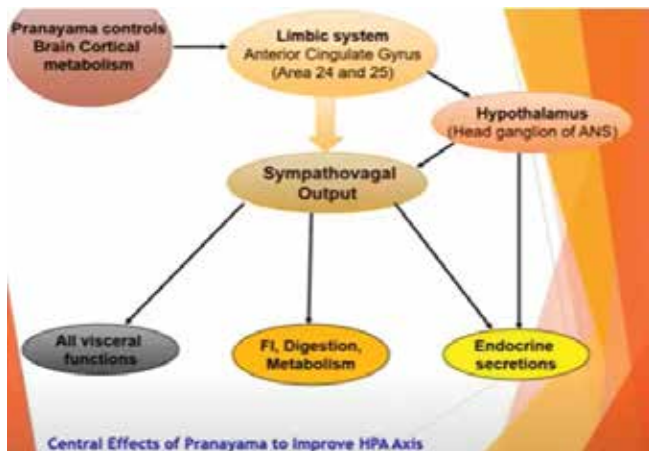 Pranayama controls
Brain Cortical
metabolism
Limbic system
Anterior Cingulate Gyrus
(Area 24 and 25)
Hypothalamus
(Head ganglion of ANS)
Sympathovagal
Output
All visceral
functions
FI, Digestion,
Metabolism
Endocrine
secretions
Central Effects of Pranayama to Improve HPA Axis